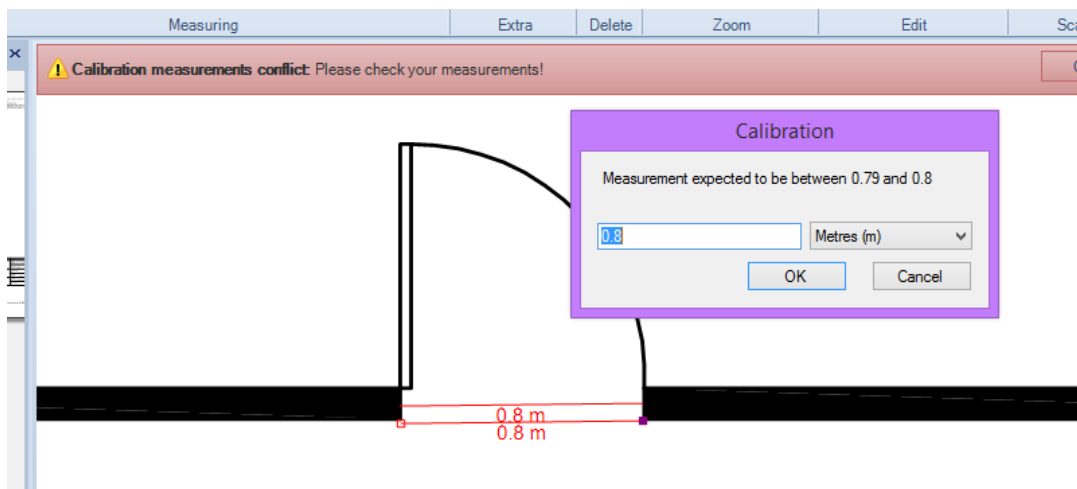 Measuring Extra Delete Zoom Edit
Calibration measurements conflict: Please check your measurements!
Calibration
Measurement expected to be between 0.79 and 0.8
0.8 Metres (m)
OK Cancel
0.8 m
0.8 m